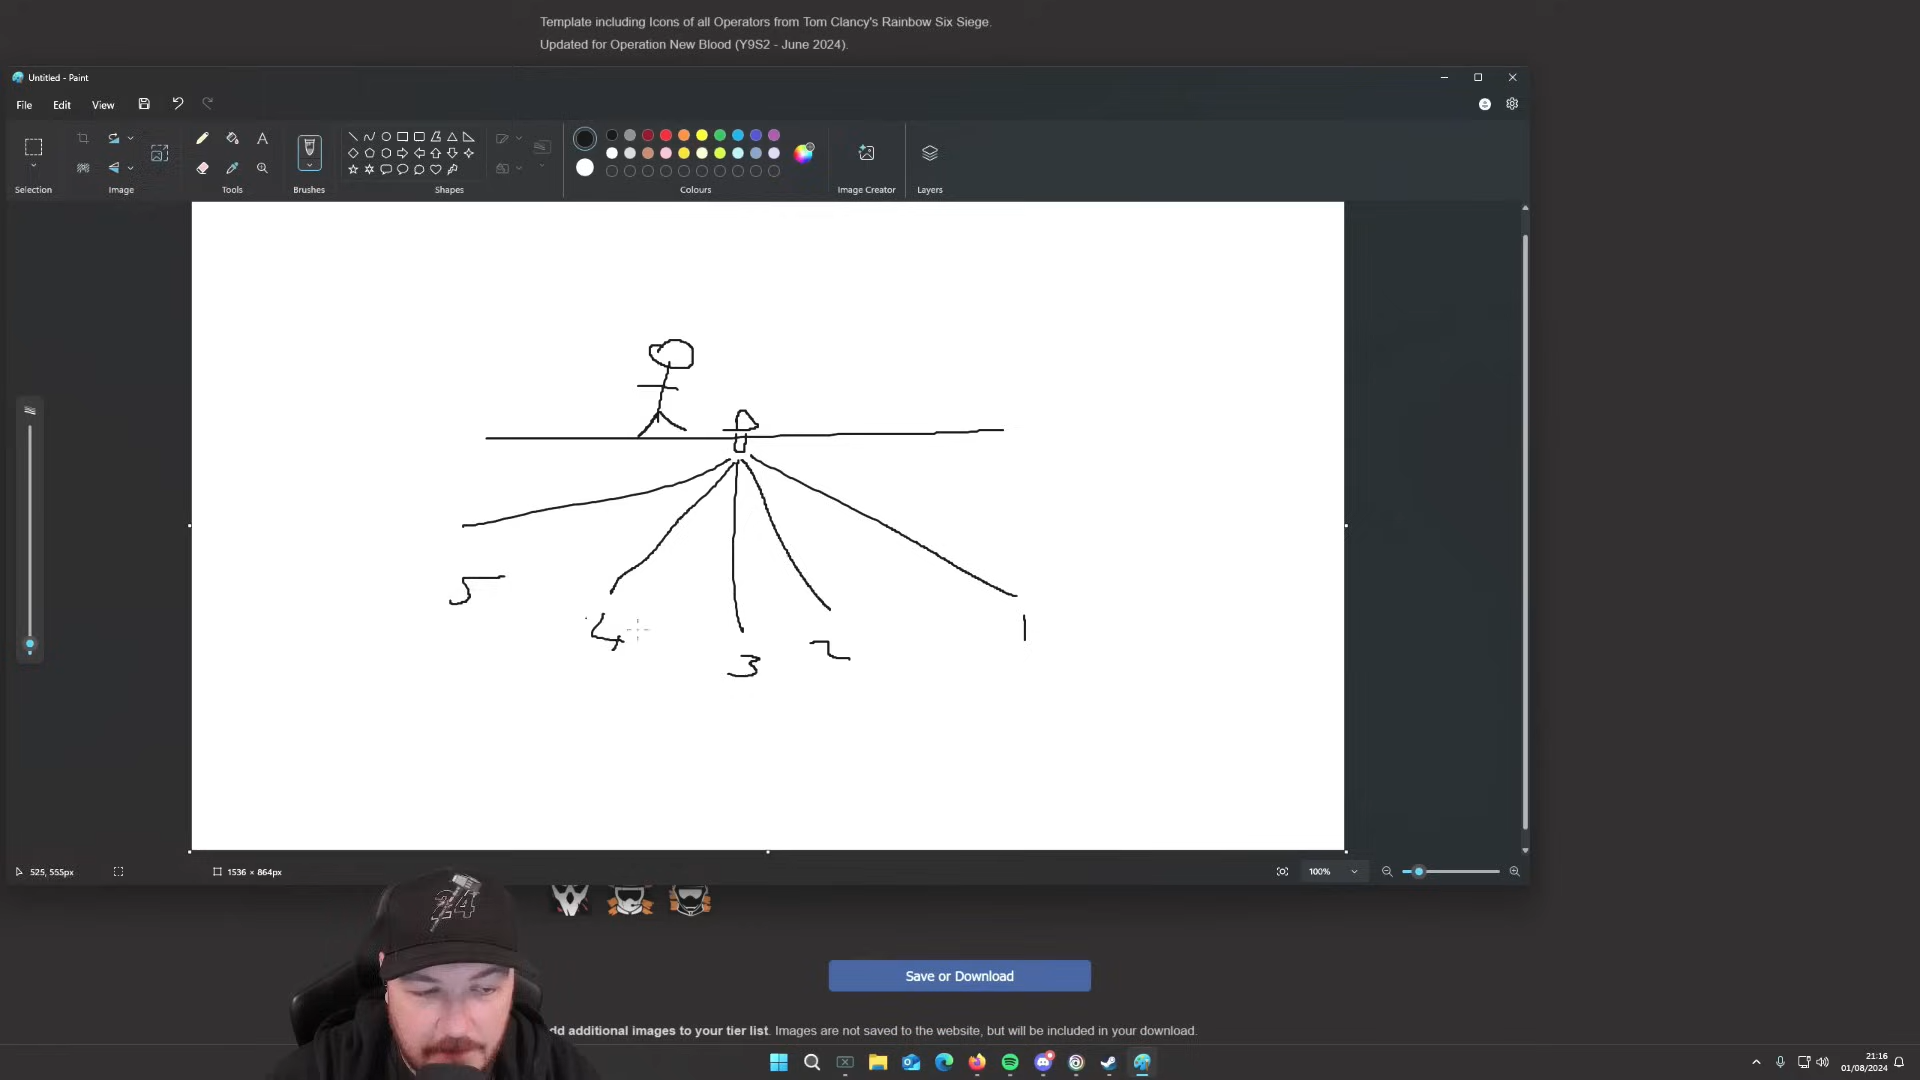 Template including Icons of all Operators from Tom Clancy's Rainbow Six Siege.
Updated for Operation New Blood (Y9S2 - June 2024).
Untitled - Paint
File Edit View
Selection Image Tools Brushes Shapes Colours Image Creator Layers
5
4
3
2
1
525, 555px 1536 × 864px 100%
24
Save or Download
dd additional images to your tier list. Images are not saved to the website, but will be included in your download.
21:16
01/08/2024